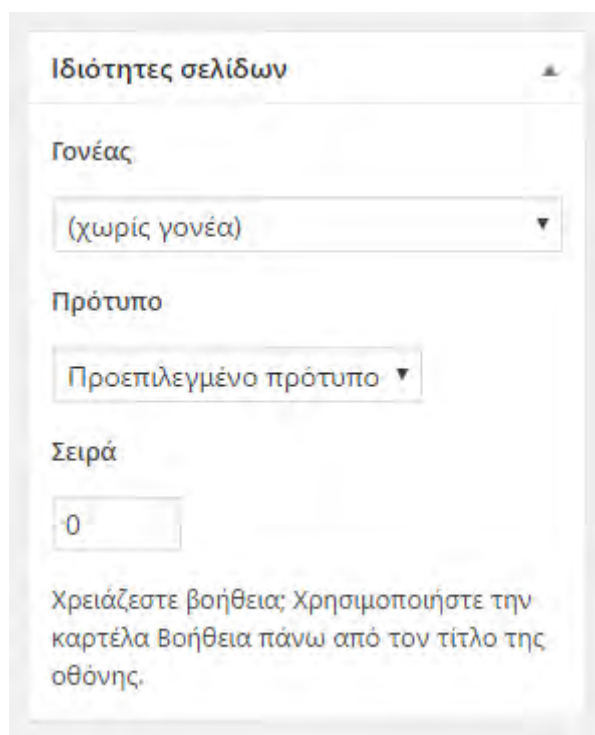 Ιδιότητες σελίδων
Γονέας
(χωρίς γονέα)
Πρότυπο
Προεπιλεγμένο πρότυπο
Σειρά
0
Χρειάζεστε βοήθεια; Χρησιμοποιήστε την
καρτέλα Βοήθεια πάνω από τον τίτλο της
οθόνης.